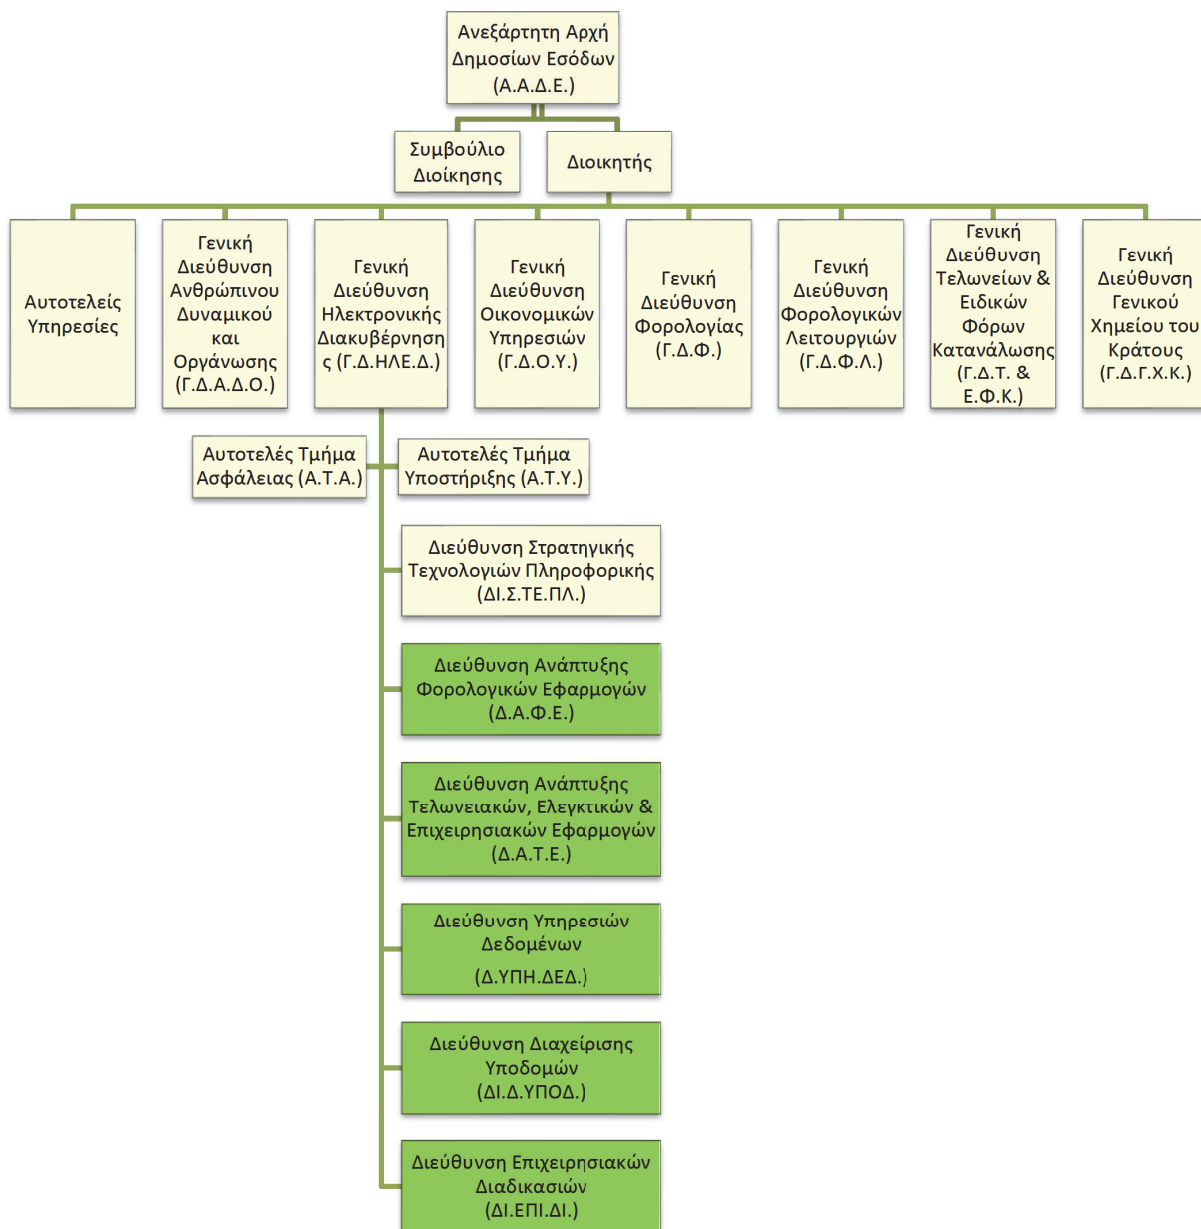 Ανεξάρτητη Αρχή
Δημοσίων Εσόδων
(Α.Α.Δ.Ε.)
Συμβούλιο
Διοίκησης
Διοικητής
Αυτοτελείς
Υπηρεσίες
Γενική
Διεύθυνση
Ανθρώπινου
Δυναμικού
και
Οργάνωσης
(Γ.Δ.Α.Δ.Ο.)
Γενική
Διεύθυνση
Ηλεκτρονικής
Διακυβέρνηση
ς (Γ.Δ.ΗΛΕ.Δ.)
Γενική
Διεύθυνση
Οικονομικών
Υπηρεσιών
(Γ.Δ.Ο.Υ.)
Γενική
Διεύθυνση
Φορολογίας
(Γ.Δ.Φ.)
Γενική
Διεύθυνση
Φορολογικών
Λειτουργιών
(Γ.Δ.Φ.Λ.)
Γενική
Διεύθυνση
Τελωνείων &
Ειδικών
Φόρων
Κατανάλωσης
(Γ.Δ.Τ. &
Ε.Φ.Κ.)
Γενική
Διεύθυνση
Γενικού
Χημείου του
Κράτους
(Γ.Δ.Γ.Χ.Κ.)
Αυτοτελές Τμήμα
Ασφάλειας (Α.Τ.Α.)
Αυτοτελές Τμήμα
Υποστήριξης (Α.Τ.Υ.)
Διεύθυνση Στρατηγικής
Τεχνολογιών Πληροφορικής
(ΔΙ.Σ.ΤΕ.ΠΛ.)
Διεύθυνση Ανάπτυξης
Φορολογικών Εφαρμογών
(Δ.Α.Φ.Ε.)
Διεύθυνση Ανάπτυξης
Τελωνειακών, Ελεγκτικών &
Επιχειρησιακών Εφαρμογών
(Δ.Α.Τ.Ε.)
Διεύθυνση Υπηρεσιών
Δεδομένων
(Δ.ΥΠΗ.ΔΕΔ.)
Διεύθυνση Διαχείρισης
Υποδομών
(ΔΙ.Δ.ΥΠΟΔ.)
Διεύθυνση Επιχειρησιακών
Διαδικασιών
(ΔΙ.ΕΠΙ.ΔΙ.)